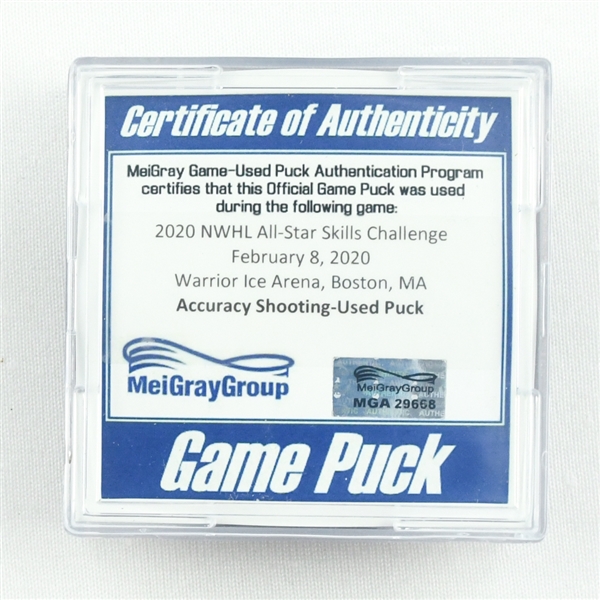 Certificate of Authenticity
MeiGray Game-Used Puck Authentication Program
certifies that this Official Game Puck was used
during the following game:
2020 NWHL All-Star Skills Challenge
February 8, 2020
Warrior Ice Arena, Boston, MA
Accuracy Shooting-Used Puck
MeiGrayGroup
MeiGrayGroup
MGA 29668
Game Puck